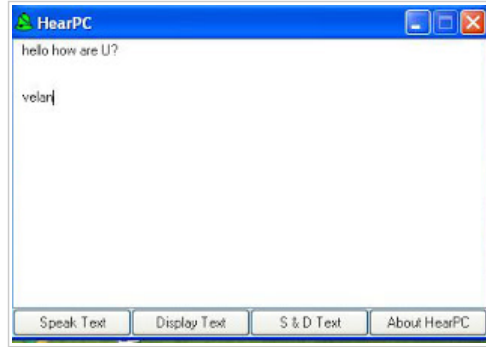 HearPC
hello how are U?
velan
Speak Text
Display Text
S & D Text
About HearPC